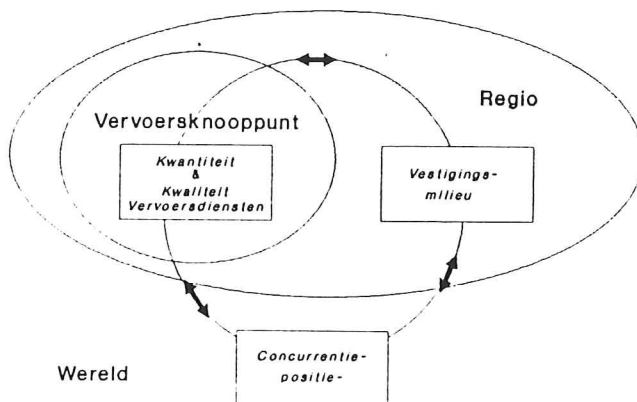 Regio
Vervoersknooppunt
Kwantiteit
&
Kwaliteit
Vervoersdiensten
Vestigings-
milieu
Concurrentie-
positie-
Wereld